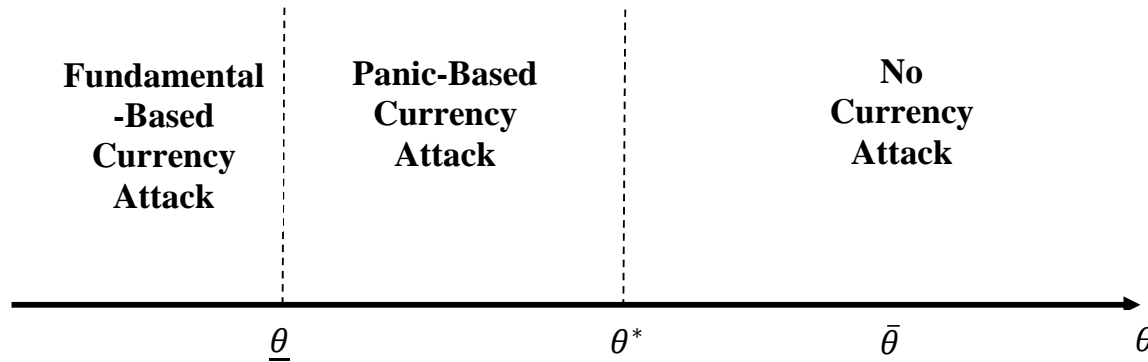 Fundamental
-Based
Currency
Attack
Panic-Based
Currency
Attack
No
Currency
Attack
θ̲ θ* θ̄ θ